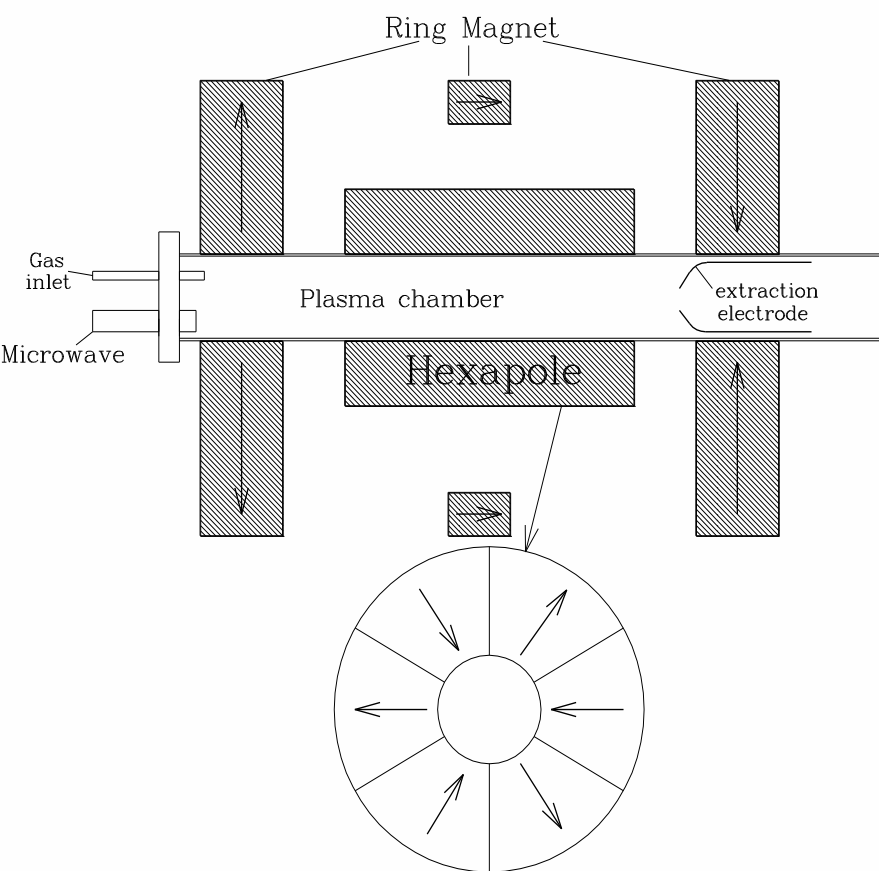 Ring Magnet
Gas
inlet
Plasma chamber
extraction
electrode
Microwave
Hexapole